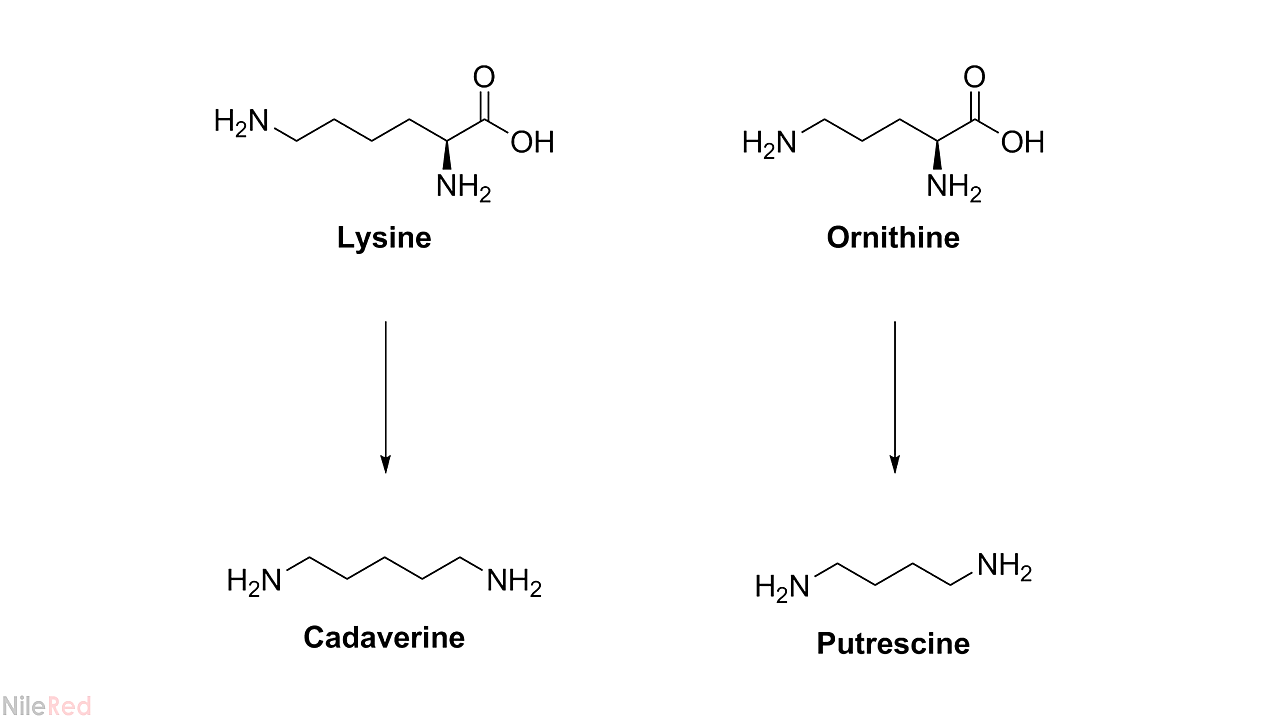 O
H₂N
OH
NH₂
Lysine
O
H₂N
OH
NH₂
Ornithine
H₂N
NH₂
Cadaverine
H₂N
NH₂
Putrescine
NileRed